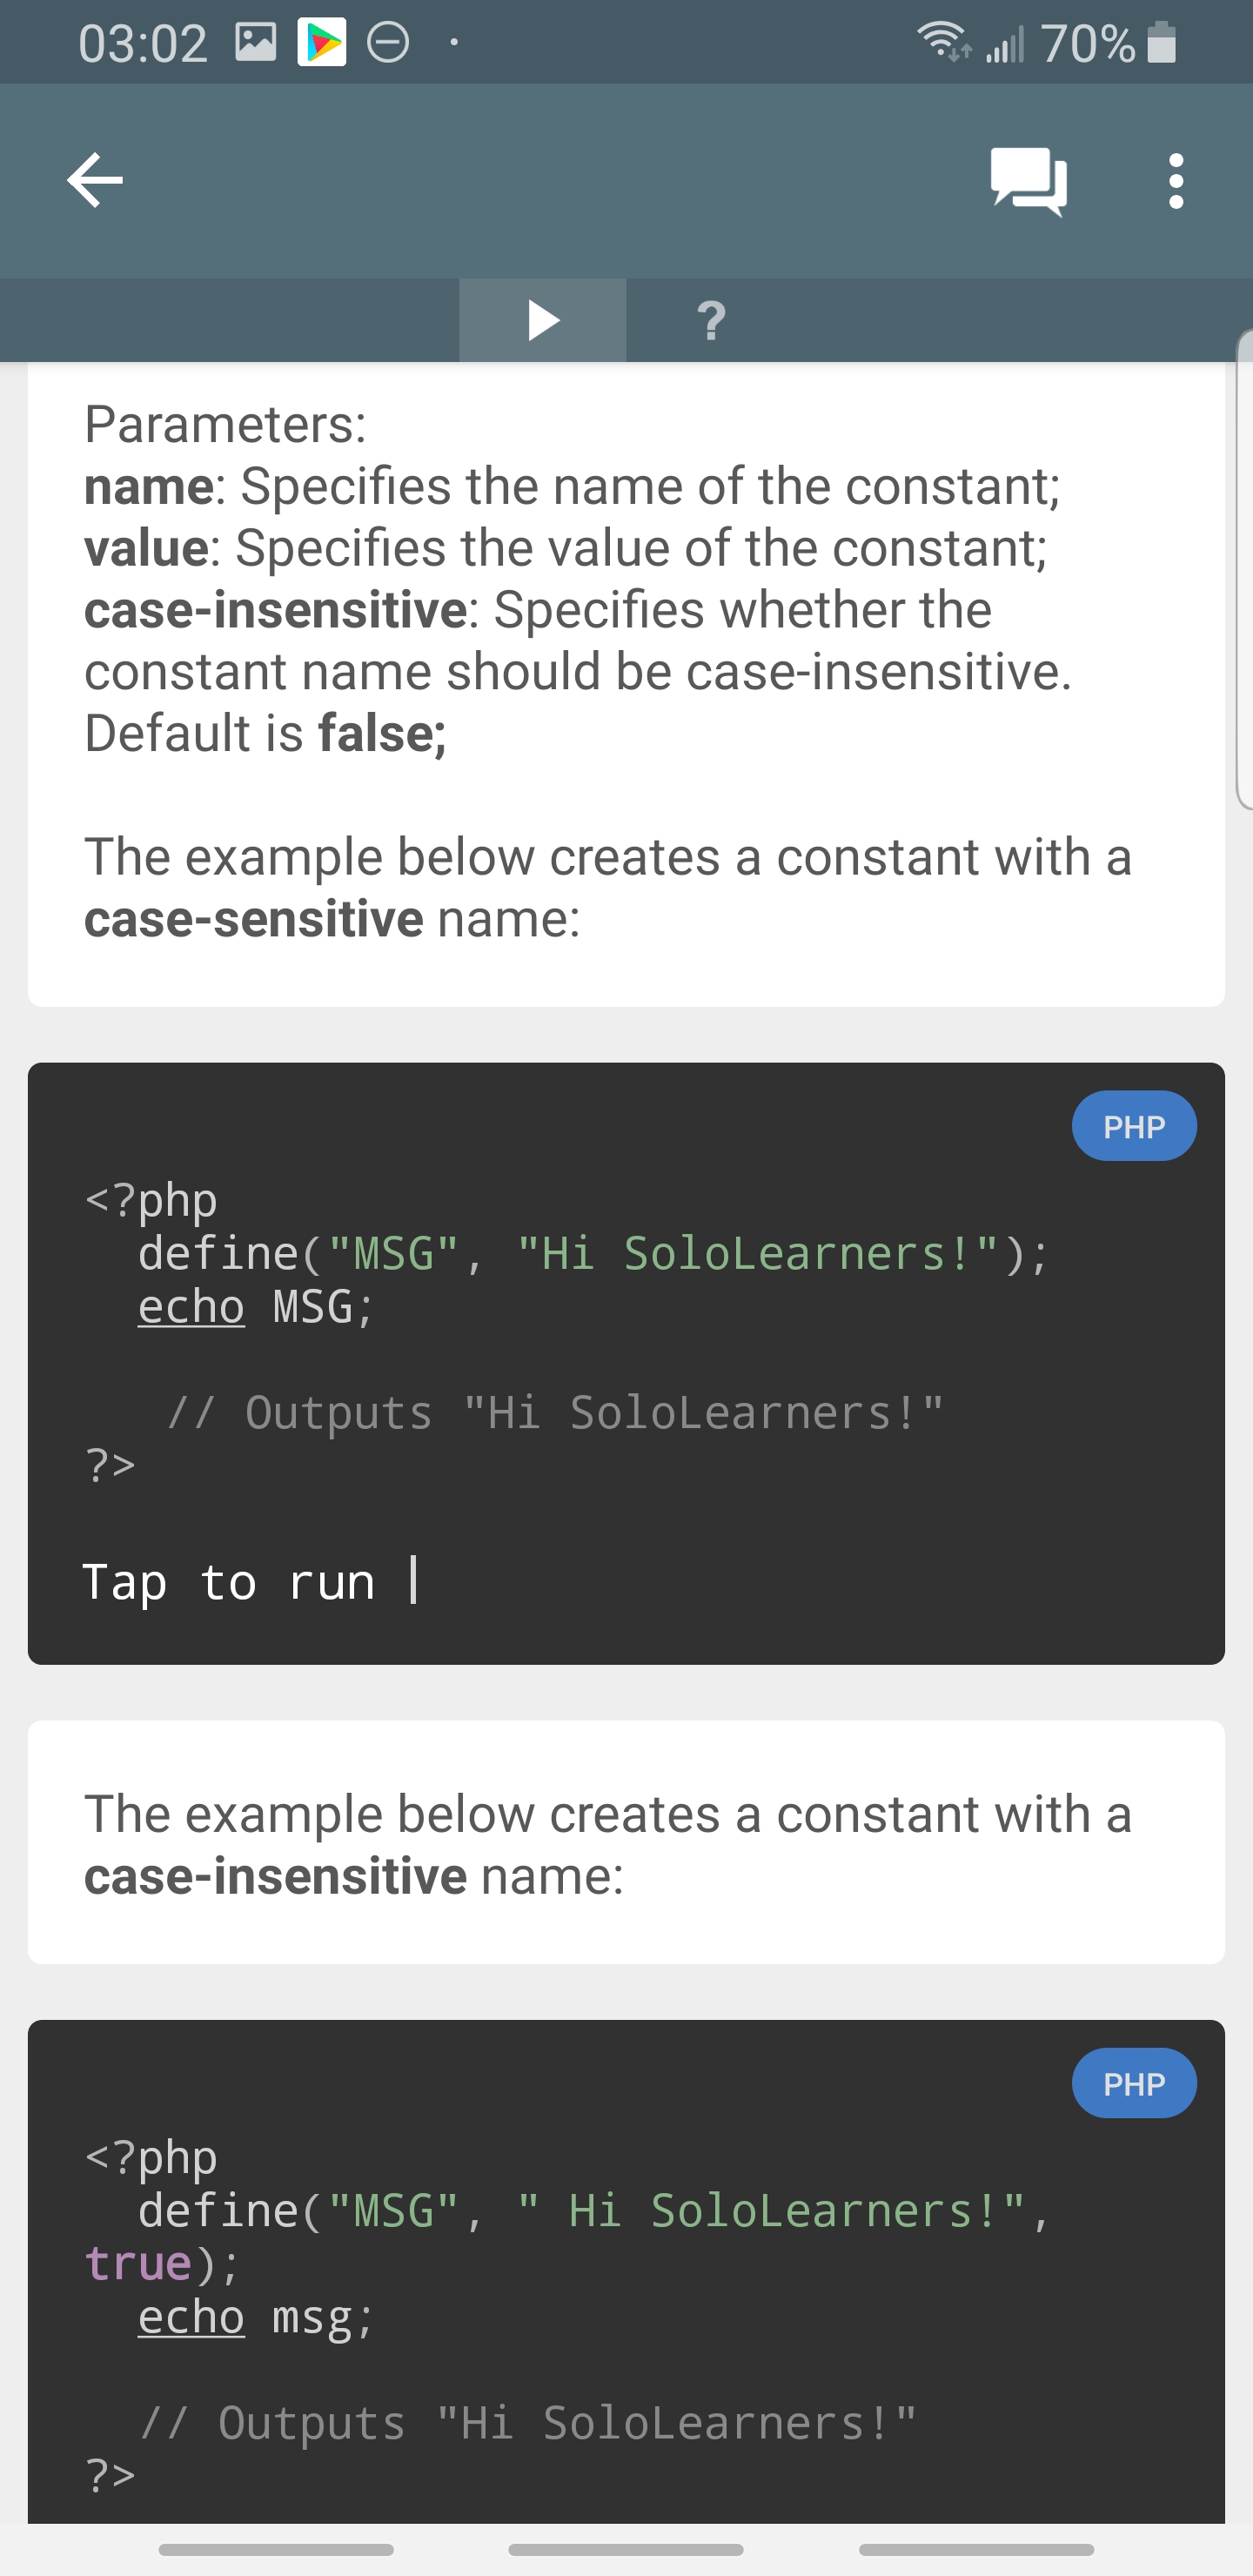 03:02
70%
?
Parameters:
name: Specifies the name of the constant;
value: Specifies the value of the constant;
case-insensitive: Specifies whether the
constant name should be case-insensitive.
Default is false;
The example below creates a constant with a
case-sensitive name:
PHP
<?php
  define("MSG", "Hi SoloLearners!");
  echo MSG;
   // Outputs "Hi SoloLearners!"
?>
Tap to run |
The example below creates a constant with a
case-insensitive name:
PHP
<?php
  define("MSG", " Hi SoloLearners!",
true);
  echo msg;
  // Outputs "Hi SoloLearners!"
?>